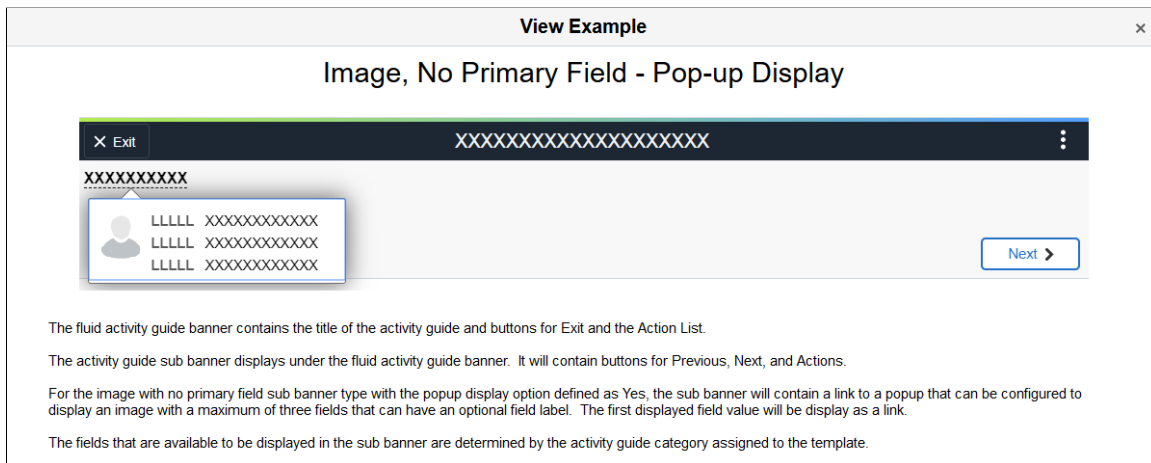 View Example
×
Image, No Primary Field - Pop-up Display
Exit
XXXXXXXXXXXXXXXXXXXX
XXXXXXXXXX
LLLLL XXXXXXXXXXXX
LLLLL XXXXXXXXXXXX
LLLLL XXXXXXXXXXXX
Next
The fluid activity guide banner contains the title of the activity guide and buttons for Exit and the Action List.
The activity guide sub banner displays under the fluid activity guide banner.  It will contain buttons for Previous, Next, and Actions.
For the image with no primary field sub banner type with the popup display option defined as Yes, the sub banner will contain a link to a popup that can be configured to
display an image with a maximum of three fields that can have an optional field label.  The first displayed field value will be display as a link.
The fields that are available to be displayed in the sub banner are determined by the activity guide category assigned to the template.